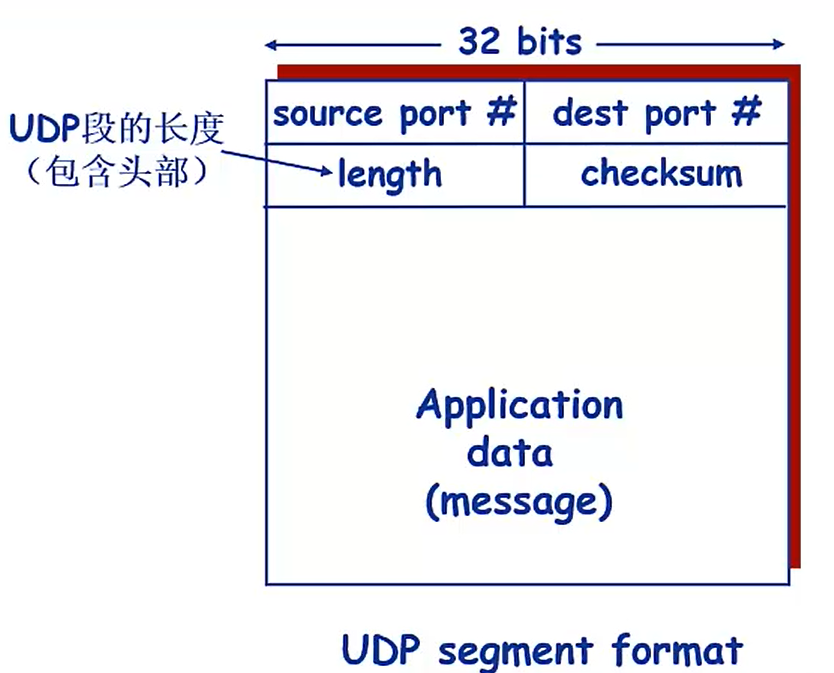 32 bits
source port #
dest port #
UDP段的长度
（包含头部）
length
checksum
Application
data
(message)
UDP segment format